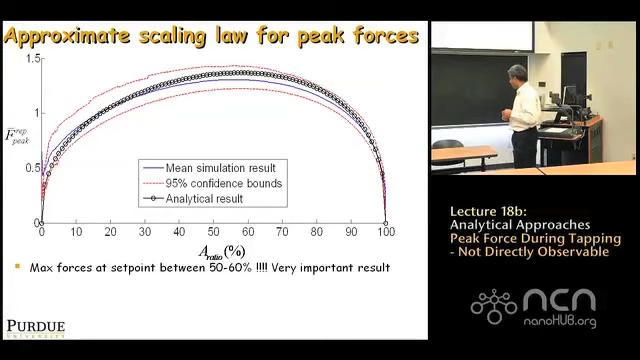 Approximate scaling law for peak forces
1.5
1
0.5
0
F̄ rep peak
0 10 20 30 40 50 60 70 80 90 100
Mean simulation result
95% confidence bounds
Analytical result
A ratio (%)
Max forces at setpoint between 50-60% !!!! Very important result
PURDUE
UNIVERSITY
Lecture 18b:
Analytical Approaches
Peak Force During Tapping
- Not Directly Observable
ncn
nanoHUB.org